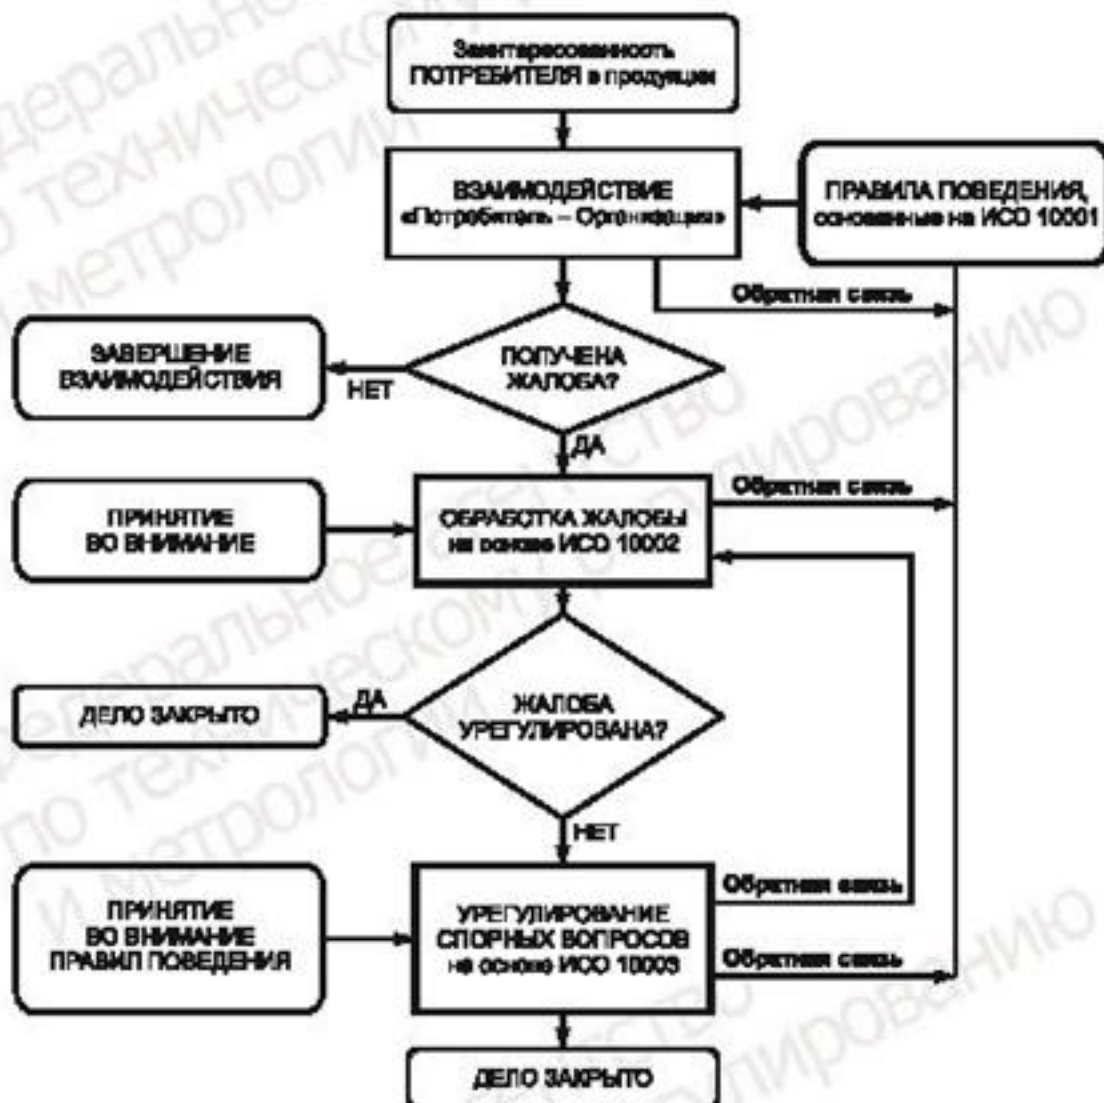 Заинтересованность
ПОТРЕБИТЕЛЯ в продукции
ВЗАИМОДЕЙСТВИЕ
«Потребитель – Организация»
ПРАВИЛА ПОВЕДЕНИЯ,
основанные на ИСО 10001
Обратная связь
ЗАВЕРШЕНИЕ
ВЗАИМОДЕЙСТВИЯ
НЕТ
ПОЛУЧЕНА
ЖАЛОБА?
ДА
ПРИНЯТИЕ
ВО ВНИМАНИЕ
ОБРАБОТКА ЖАЛОБЫ
на основе ИСО 10002
Обратная связь
ДЕЛО ЗАКРЫТО
ДА
ЖАЛОБА
УРЕГУЛИРОВАНА?
НЕТ
ПРИНЯТИЕ
ВО ВНИМАНИЕ
ПРАВИЛ ПОВЕДЕНИЯ
УРЕГУЛИРОВАНИЕ
СПОРНЫХ ВОПРОСОВ
на основе ИСО 10003
Обратная связь
Обратная связь
ДЕЛО ЗАКРЫТО